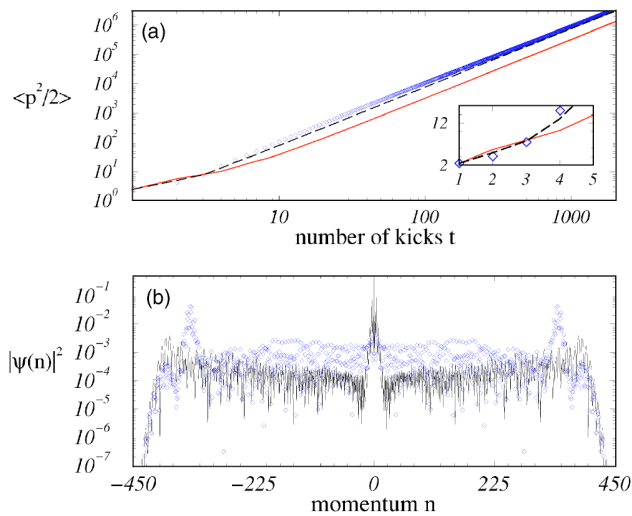 (a)
10^6
10^5
10^4
10^3
10^2
10^1
10^0
<p^2/2>
12
2
1 2 3 4 5
10 100 1000
number of kicks t
(b)
10^-1
10^-2
10^-3
10^-4
10^-5
10^-6
10^-7
|ψ(n)|^2
-450 -225 0 225 450
momentum n